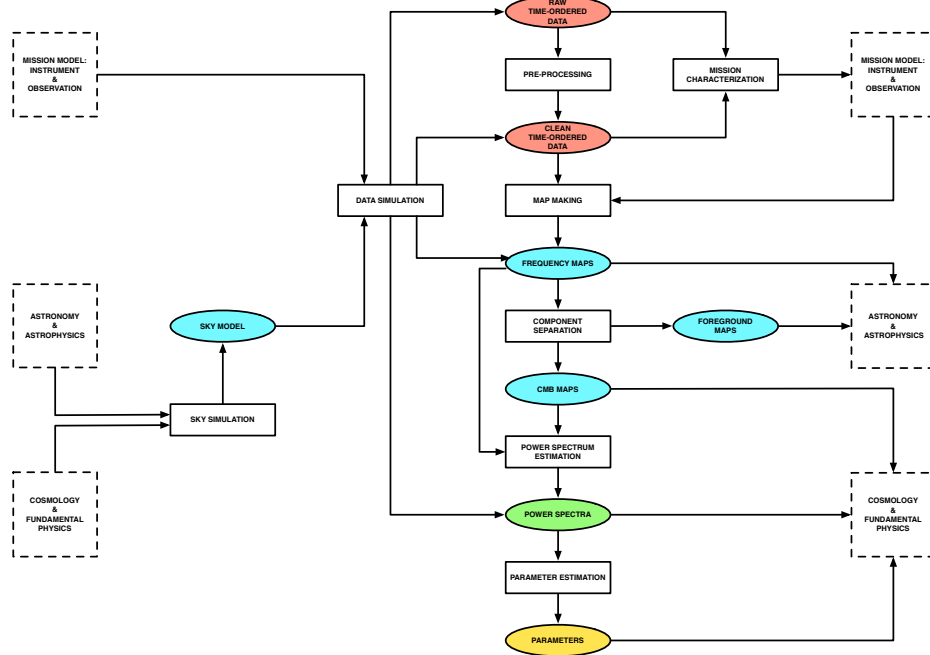 RAW
TIME-ORDERED
DATA
MISSION MODEL:
INSTRUMENT
&
OBSERVATION
PRE-PROCESSING
MISSION
CHARACTERIZATION
MISSION MODEL:
INSTRUMENT
&
OBSERVATION
CLEAN
TIME-ORDERED
DATA
DATA SIMULATION
MAP MAKING
FREQUENCY MAPS
ASTRONOMY
&
ASTROPHYSICS
SKY MODEL
COMPONENT
SEPARATION
FOREGROUND
MAPS
ASTRONOMY
&
ASTROPHYSICS
CMB MAPS
SKY SIMULATION
POWER SPECTRUM
ESTIMATION
COSMOLOGY
&
FUNDAMENTAL
PHYSICS
POWER SPECTRA
COSMOLOGY
&
FUNDAMENTAL
PHYSICS
PARAMETER ESTIMATION
PARAMETERS